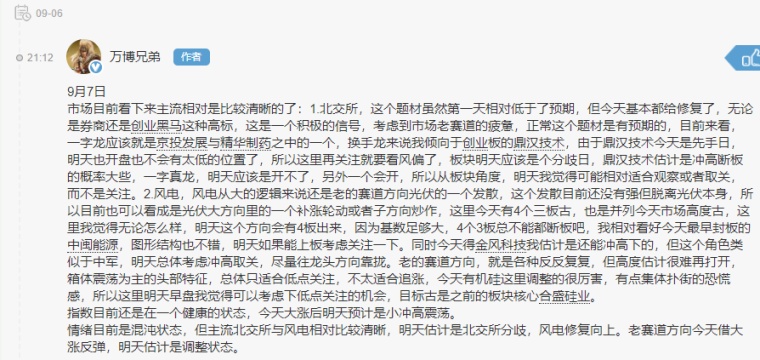 09-06
21:12 万博兄弟 作者
9月7日
市场目前看下来主流相对是比较清晰的了：1.北交所，这个题材虽然第一天相对低于了预期，但今天基本都给修复了，无论
是券商还是创业黑马这种高标，这是一个积极的信号，考虑到市场老赛道的疲惫，正常这个题材是有预期的，目前来看，
一字龙应该就是京投发展与精华制药之中的一个，换手龙来说我倾向于创业板的鼎汉技术，由于鼎汉技术今天是先手日，
明天也开盘也不会有太低的位置了，所以这里再关注就要看风偏了，板块明天应该是个分歧日，鼎汉技术估计是冲高断板
的概率大些，一字真龙，明天应该是开不了，另外一个会开，所以从板块角度，明天我觉得可能相对适合观察或者取关，
而不是关注。2.风电，风电从大的逻辑来说还是老的赛道方向光伏的一个发散，这个发散目前还没有强但脱离光伏本身，所
以目前也可以看成是光伏大方向里的一个补涨轮动或者子方向炒作，这里今天有4个三板古，也是并列今天市场高度古，这
里我觉得无论怎么样，明天这个方向会有4板出来，因为基数足够大，4个3板总不能都断板吧，我相对看好今天最早封板的
中闽能源，图形结构也不错，明天如果能上板考虑关注一下。同时今天得金风科技我估计是还能冲高下的，但这个角色类
似于中军，明天总体考虑冲高取关，尽量往龙头方向靠拢。老的赛道方向，就是各种反反复复，但高度估计很难再打开，
箱体震荡为主的头部特征，总体只适合低点关注，不太适合追涨，今天有机硅这里调整的很厉害，有点集体扑街的恐慌
感，所以这里明天早盘我觉得可以考虑下低点关注的机会，目标古是之前的板块核心合盛硅业。
指数目前还是在一个健康的状态，今天大涨后明天预计是小冲高震荡。
情绪目前是混沌状态，但主流北交所与风电相对比较清晰，明天估计是北交所分歧，风电修复向上。老赛道方向今天借大
涨反弹，明天估计是调整状态。